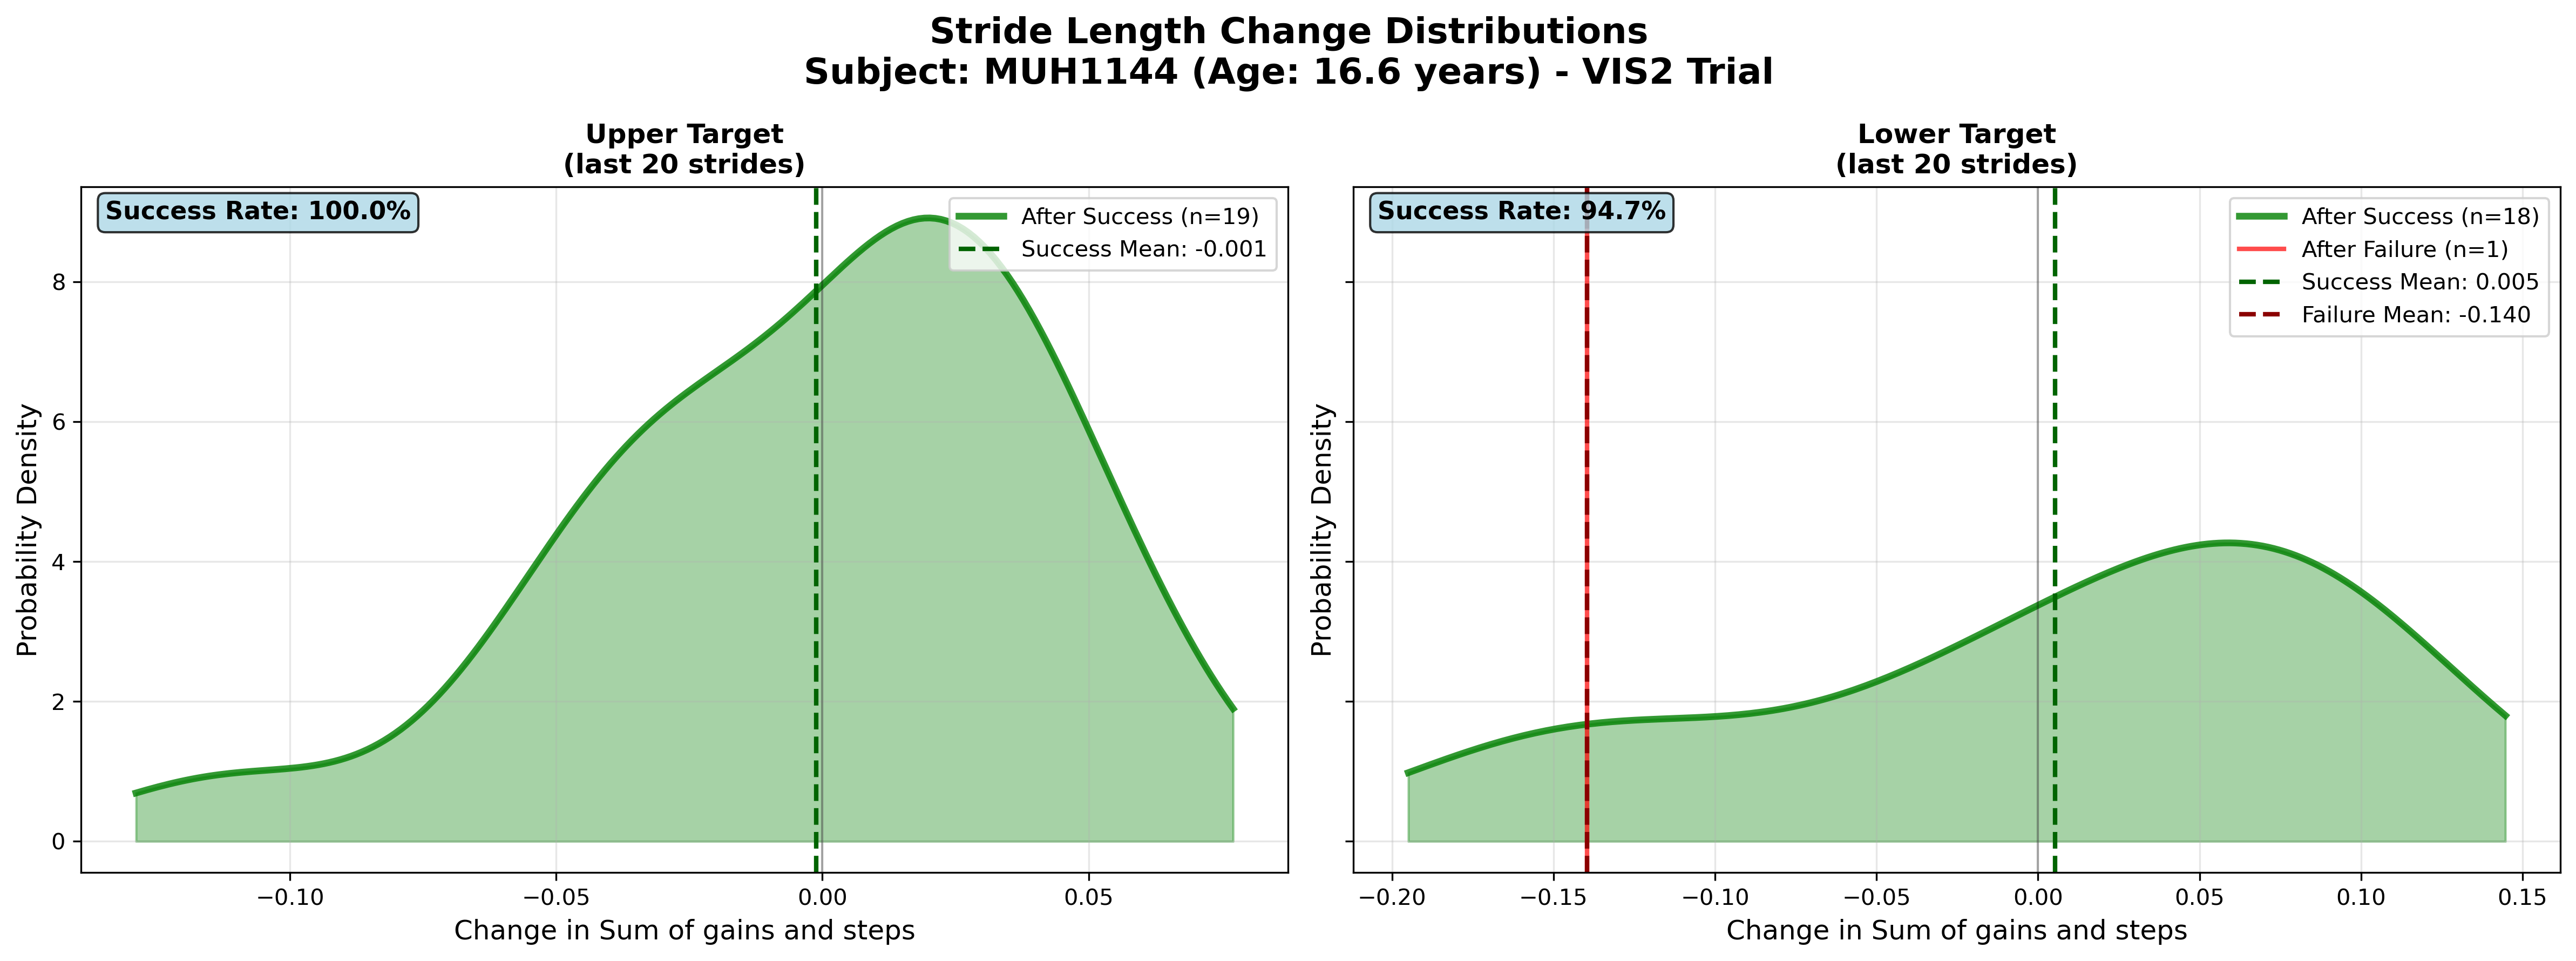 Stride Length Change Distributions
Subject: MUH1144 (Age: 16.6 years) - VIS2 Trial
Upper Target
(last 20 strides)
Success Rate: 100.0%
After Success (n=19)
Success Mean: -0.001
Probability Density
8
6
4
2
0
−0.10
−0.05
0.00
0.05
Change in Sum of gains and steps
Lower Target
(last 20 strides)
Success Rate: 94.7%
After Success (n=18)
After Failure (n=1)
Success Mean: 0.005
Failure Mean: -0.140
Probability Density
−0.20
−0.15
−0.10
−0.05
0.00
0.05
0.10
0.15
Change in Sum of gains and steps